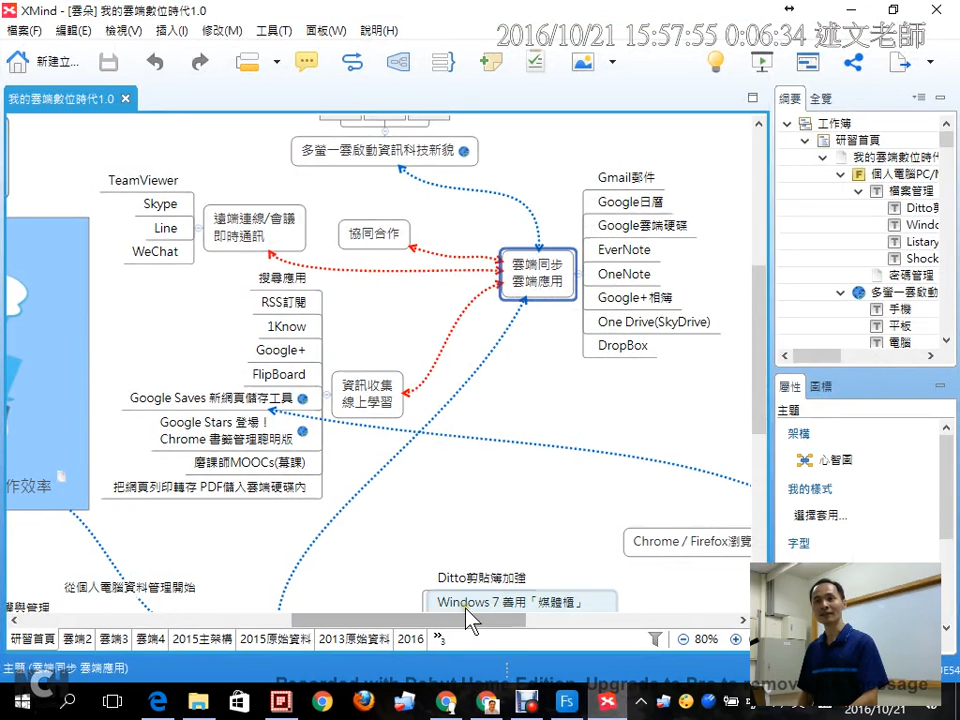 XMind - [雲朵] 我的雲端數位時代1.0
檔案(F) 編輯(E) 檢視(V) 插入(I) 修改(M) 工具(T) 面板(W) 說明(H)
2016/10/21 15:57:55 0:06:34 述文老師
新建立...
我的雲端數位時代1.0
多螢一雲啟動資訊科技新貌
TeamViewer
Skype
Line
WeChat
遠端連線/會議
即時通訊
協同合作
雲端同步
雲端應用
Gmail郵件
Google日曆
Google雲端硬碟
EverNote
OneNote
Google+相簿
One Drive(SkyDrive)
DropBox
搜尋應用
RSS訂閱
1Know
Google+
FlipBoard
Google Saves 新網頁儲存工具
Google Stars 登場！
Chrome 書籤管理聰明版
磨課師MOOCs(幕課)
把網頁列印轉存 PDF儲入雲端硬碟內
資訊收集
線上學習
作效率
Chrome / Firefox瀏覽
從個人電腦資料管理開始
Ditto剪貼簿加強
Windows 7 善用「媒體櫃」
綱要 全覽
工作簿
研習首頁
我的雲端數位時代
個人電腦PC/
檔案管理
Ditto
Windo
Listary
Shock
密碼管理
多螢一雲啟動
手機
平板
電腦
屬性 圖標
主題
架構
心智圖
我的樣式
選擇套用...
字型
研習首頁 雲端2 雲端3 雲端4 2015主架構 2015原始資料 2013原始資料 2016 »3
80%
主題 (雲端同步 雲端應用)
2016/10/21